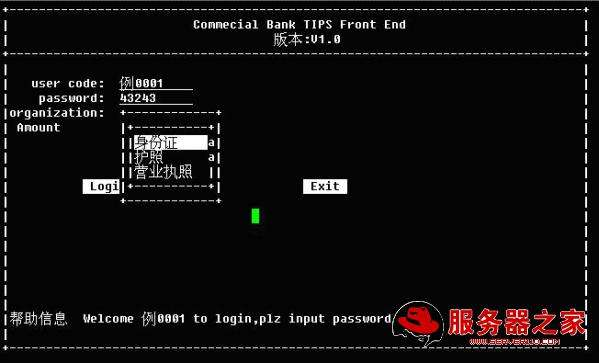 Commecial Bank TIPS Front End
版本:V1.0
user code: 例0001
password: 43243
organization:
Amount
身份证 a
护照 a
营业执照
Logi
Exit
帮助信息 Welcome 例0001 to login,plz input password
服务器之家